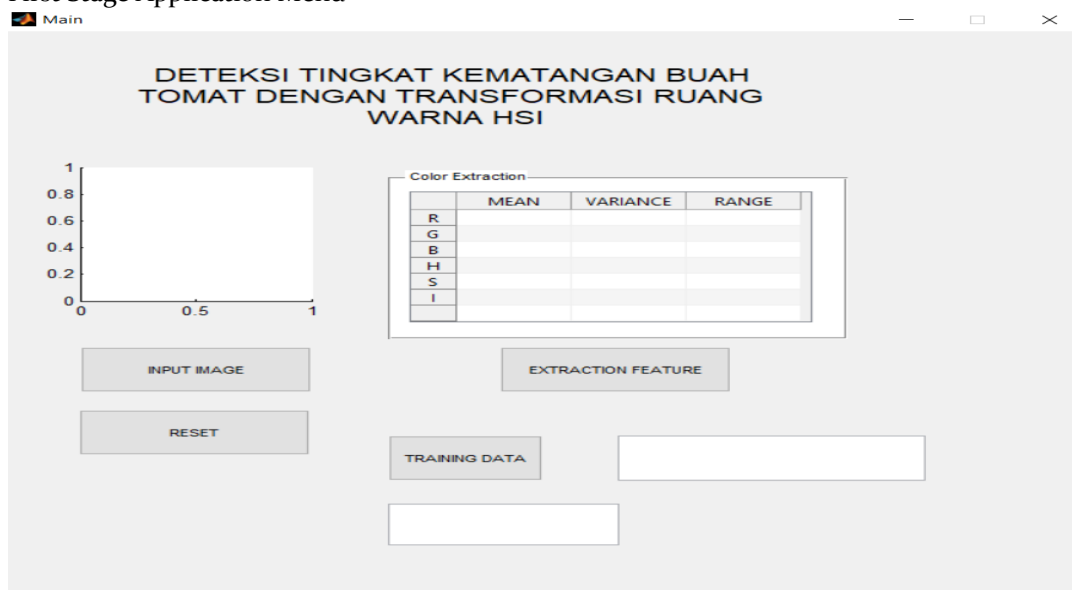 Main
DETEKSI TINGKAT KEMATANGAN BUAH
TOMAT DENGAN TRANSFORMASI RUANG
WARNA HSI
1
0.8
0.6
0.4
0.2
0
0 0.5 1
Color Extraction
MEAN VARIANCE RANGE
R
G
B
H
S
I
INPUT IMAGE
EXTRACTION FEATURE
RESET
TRAINING DATA